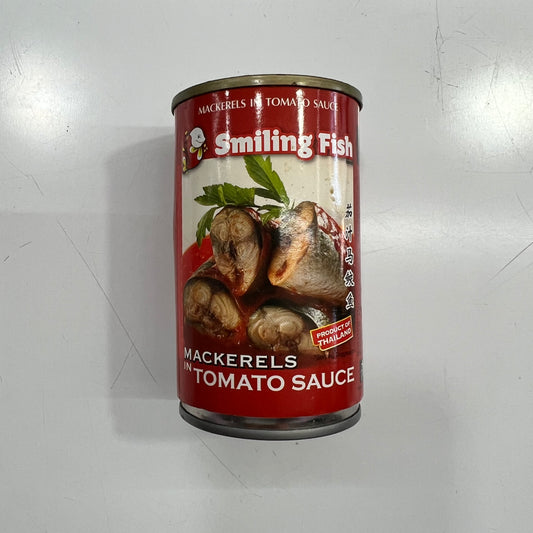 MACKERELS IN TOMATO SAUCE
Smiling Fish
茄汁马鲛鱼
PRODUCT OF
THAILAND
MACKERELS
IN TOMATO SAUCE